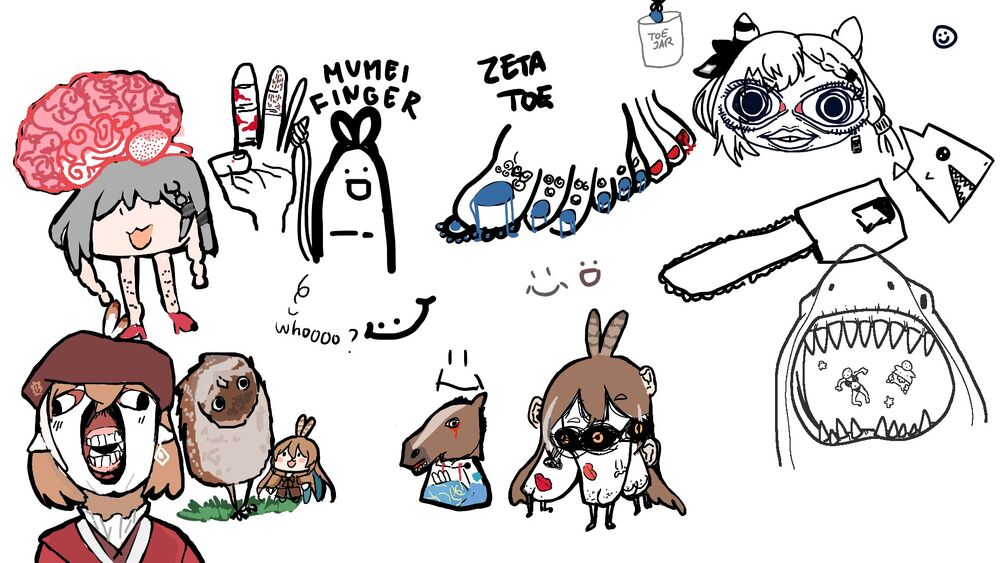 MUMEI
FINGER
ZETA
TOE
TOE
JAR
whoooo?